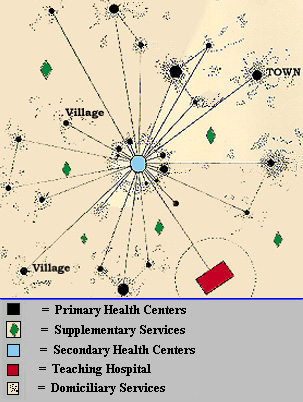 TOWN
Village
Village
= Primary Health Centers
= Supplementary Services
= Secondary Health Centers
= Teaching Hospital
= Domiciliary Services